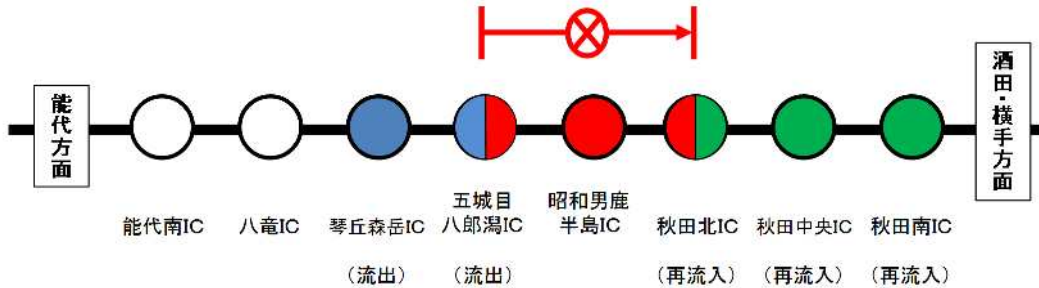 能代方面
酒田・横手方面
能代南IC
八竜IC
琴丘森岳IC
五城目
八郎潟IC
昭和男鹿
半島IC
秋田北IC
秋田中央IC
秋田南IC
（流出）
（流出）
（再流入）
（再流入）
（再流入）